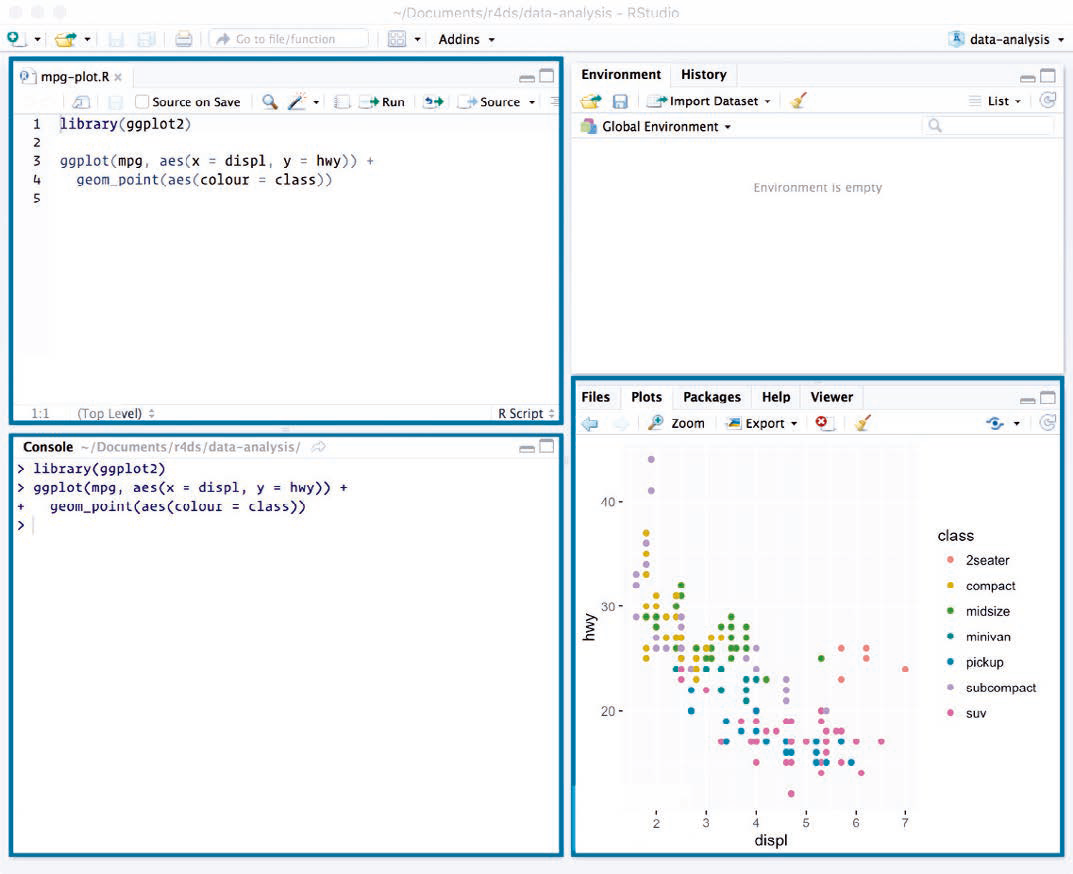 ~/Documents/r4ds/data-analysis - RStudio
Go to file/function Addins data-analysis
mpg-plot.R
Source on Save Run Source
1 library(ggplot2)
2
3 ggplot(mpg, aes(x = displ, y = hwy)) +
4 geom_point(aes(colour = class))
5
1:1 (Top Level) R Script
Console ~/Documents/r4ds/data-analysis/
> library(ggplot2)
> ggplot(mpg, aes(x = displ, y = hwy)) +
+ geom_point(aes(colour = class))
>
Environment History
Import Dataset List
Global Environment
Environment is empty
Files Plots Packages Help Viewer
Zoom Export
40
30
20
hwy
2 3 4 5 6 7
displ
class
2seater
compact
midsize
minivan
pickup
subcompact
suv